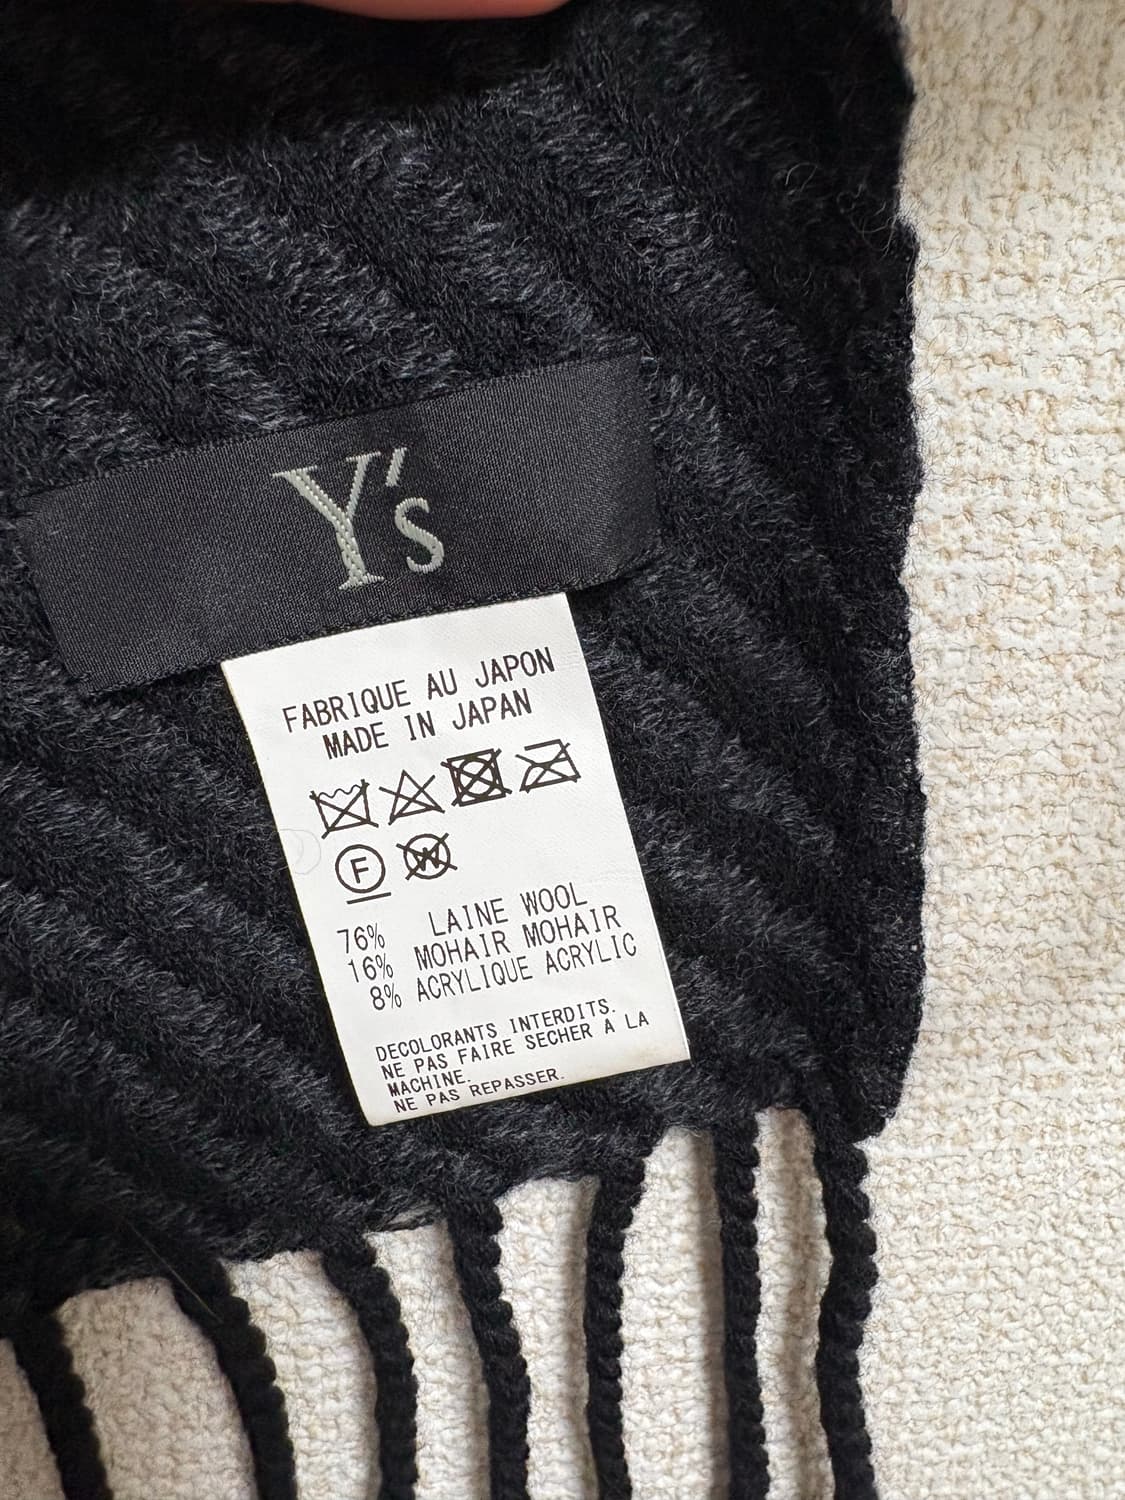 Y's
FABRIQUE AU JAPON
MADE IN JAPAN
F W
76% LAINE WOOL
16% MOHAIR MOHAIR
8% ACRYLIQUE ACRYLIC
DECOLORANTS INTERDITS.
NE PAS FAIRE SECHER A LA
MACHINE.
NE PAS REPASSER.